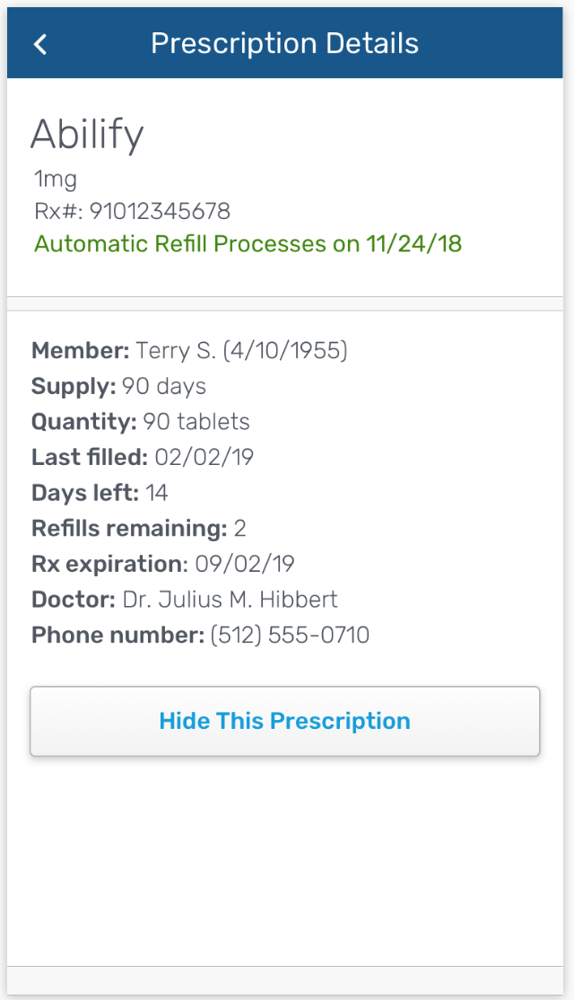 Prescription Details
Abilify
1mg
Rx#: 91012345678
Automatic Refill Processes on 11/24/18
Member: Terry S. (4/10/1955)
Supply: 90 days
Quantity: 90 tablets
Last filled: 02/02/19
Days left: 14
Refills remaining: 2
Rx expiration: 09/02/19
Doctor: Dr. Julius M. Hibbert
Phone number: (512) 555-0710
Hide This Prescription